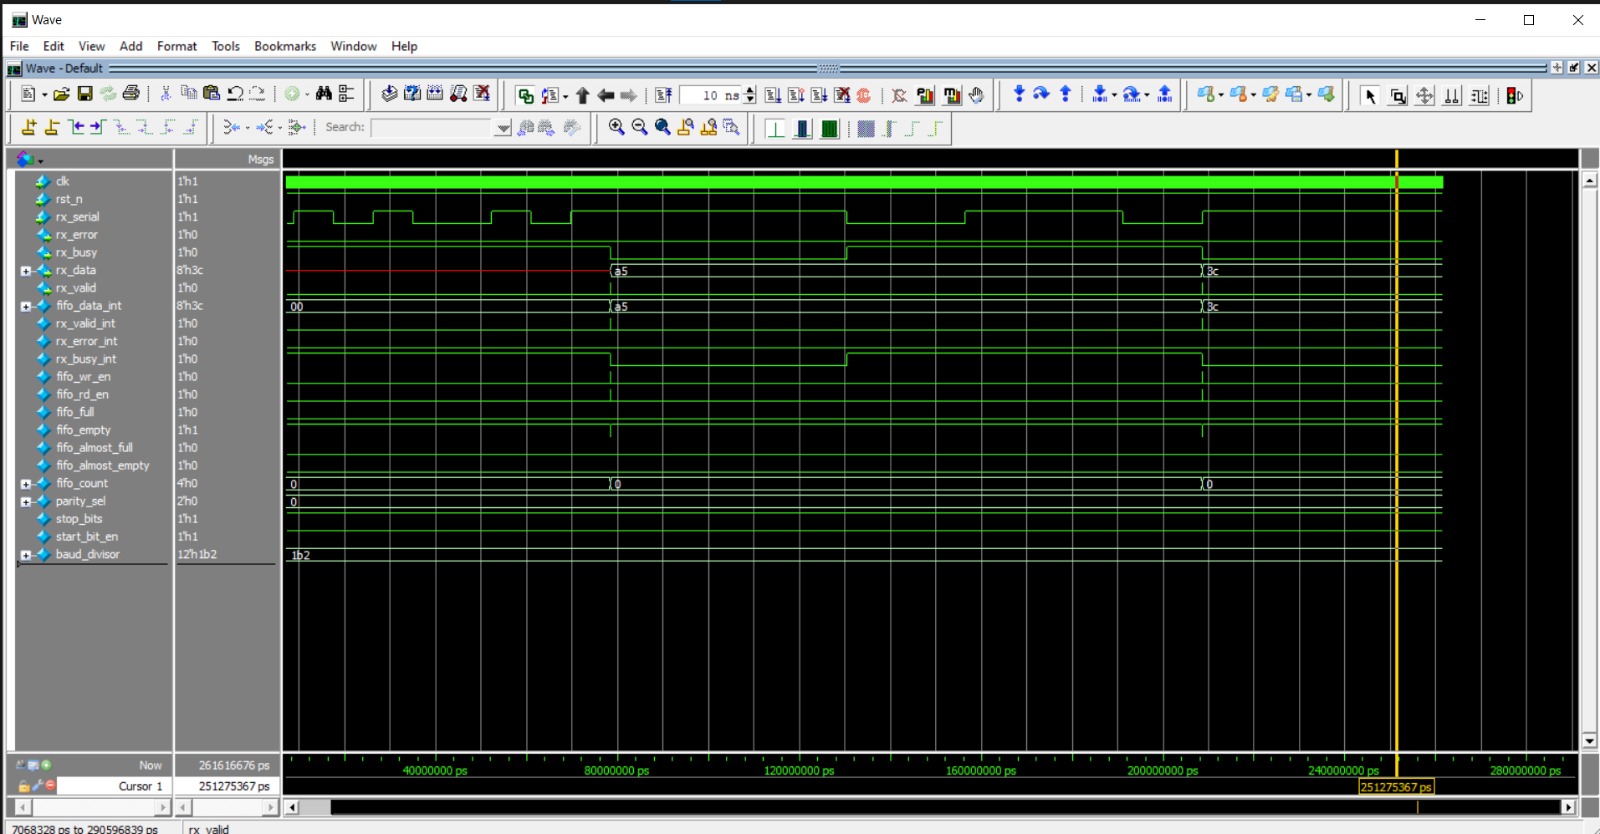 Wave
File Edit View Add Format Tools Bookmarks Window Help
Wave - Default
10 ns
Search:
Msgs
clk 1'h1
rst_n 1'h1
rx_serial 1'h1
rx_error 1'h0
rx_busy 1'h0
rx_data 8'h3c a5 3c
rx_valid 1'h0
fifo_data_int 8'h3c 00 a5 3c
rx_valid_int 1'h0
rx_error_int 1'h0
rx_busy_int 1'h0
fifo_wr_en 1'h0
fifo_rd_en 1'h0
fifo_full 1'h0
fifo_empty 1'h1
fifo_almost_full 1'h0
fifo_almost_empty 1'h0
fifo_count 4'h0 0 0 0
parity_sel 2'h0 0
stop_bits 1'h1
start_bit_en 1'h1
baud_divisor 12'h1b2 1b2
Now 261616676 ps 40000000 ps 80000000 ps 120000000 ps 160000000 ps 200000000 ps 240000000 ps 280000000 ps
Cursor 1 251275367 ps 251275367 ps
7068328 ps to 290596839 ps rx_valid